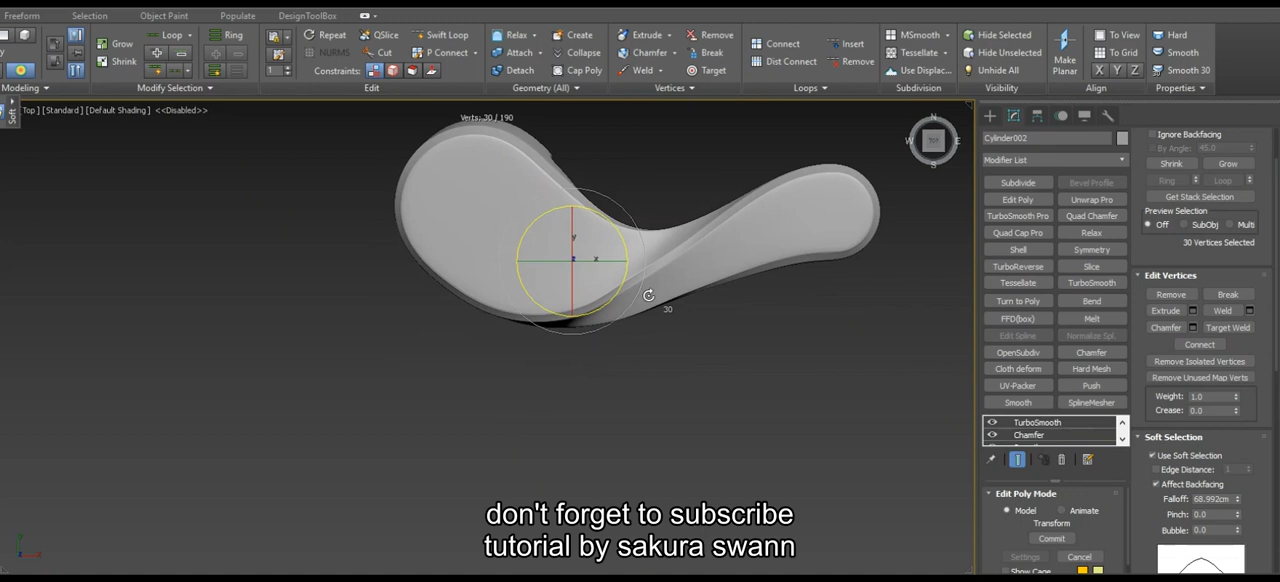 Freeform Selection Object Paint Populate DesignToolBox
Grow Loop Ring Repeat QSlice Swift Loop Relax Create Extrude Remove Connect Insert MSmooth Hide Selected To View Hard
Shrink NURMS Cut P Connect Attach Collapse Chamfer Break Dist Connect Remove Tessellate Hide Unselected Make Planar To Grid Smooth
1 Constraints: Detach Cap Poly Weld Target Use Displac... Unhide All X Y Z Smooth 30
Modeling Modify Selection Edit Geometry (All) Vertices Loops Subdivision Visibility Align Properties
Soft
Top ] [Standard ] [Default Shading ] <<Disabled>>
Verts: 30 / 190
N
W TOP E
S
y
z x
30
Cylinder002
Modifier List
Subdivide Bevel Profile
Edit Poly Unwrap Pro
TurboSmooth Pro Quad Chamfer
Quad Cap Pro Relax
Shell Symmetry
TurboReverse Slice
Tessellate TurboSmooth
Turn to Poly Bend
FFD(box) Melt
Edit Spline Normalize Spl.
OpenSubdiv Chamfer
Cloth deform Hard Mesh
UV-Packer Push
Smooth SplineMesher
TurboSmooth
Chamfer
Edit Poly Mode
Model Animate
Transform
Commit
Settings Cancel
Show Cage
Ignore Backfacing
By Angle: 45.0
Shrink Grow
Ring Loop
Get Stack Selection
Preview Selection
Off SubObj Multi
30 Vertices Selected
Edit Vertices
Remove Break
Extrude Weld
Chamfer Target Weld
Connect
Remove Isolated Vertices
Remove Unused Map Verts
Weight: 1.0
Crease: 0.0
Soft Selection
Use Soft Selection
Edge Distance: 1
Affect Backfacing
Falloff: 68.992cm
Pinch: 0.0
Bubble: 0.0
don't forget to subscribe
tutorial by sakura swann